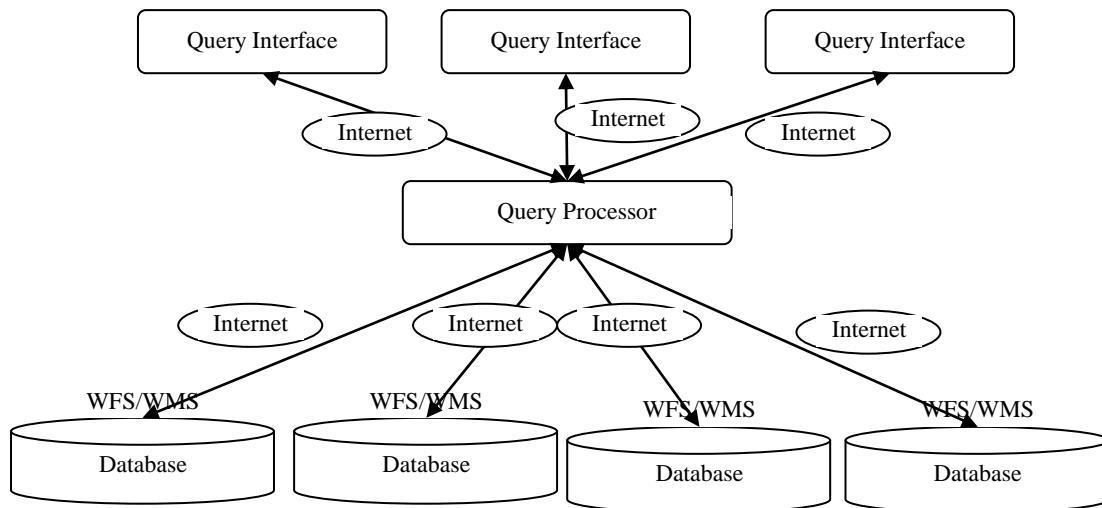 Query Interface
Query Interface
Query Interface
Internet
Internet
Internet
Query Processor
Internet
Internet
Internet
Internet
WFS/WMS
WFS/WMS
WFS/WMS
WFS/WMS
Database
Database
Database
Database